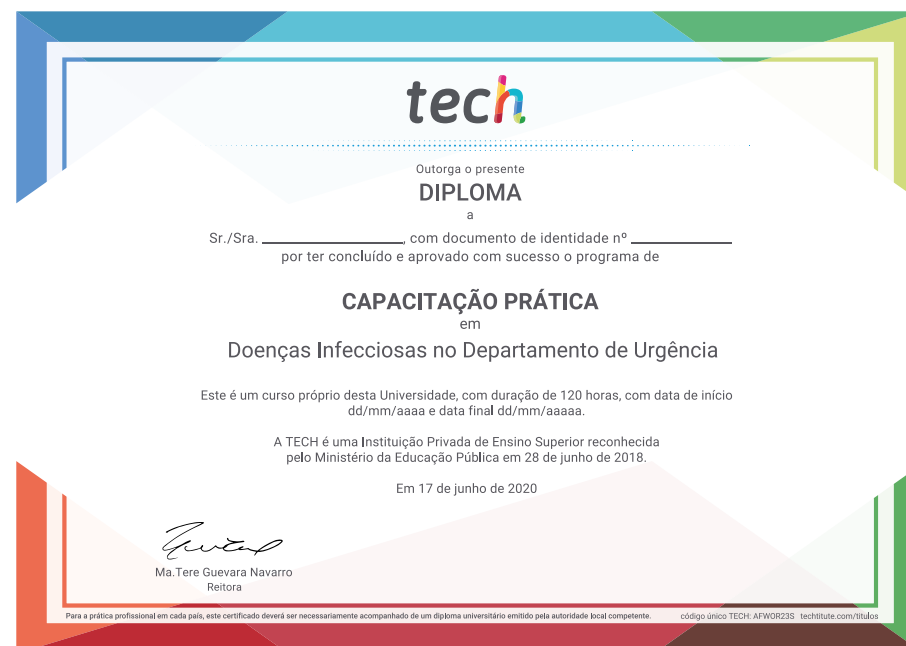 tech
Outorga o presente
DIPLOMA
a
Sr./Sra. ____________________, com documento de identidade nº ______________
por ter concluído e aprovado com sucesso o programa de
CAPACITAÇÃO PRÁTICA
em
Doenças Infecciosas no Departamento de Urgência
Este é um curso próprio desta Universidade, com duração de 120 horas, com data de início
dd/mm/aaaa e data final dd/mm/aaaaa.
A TECH é uma Instituição Privada de Ensino Superior reconhecida
pelo Ministério da Educação Pública em 28 de junho de 2018.
Em 17 de junho de 2020
Ma.Tere Guevara Navarro
Reitora
Para a prática profissional em cada país, este certificado deverá ser necessariamente acompanhado de um diploma universitário emitido pela autoridade local competente. código único TECH: AFWOR23S techtitute.com/titulos